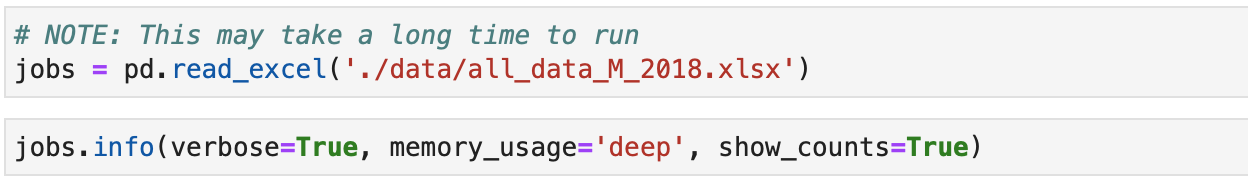 # NOTE: This may take a long time to run
jobs = pd.read_excel('./data/all_data_M_2018.xlsx')
jobs.info(verbose=True, memory_usage='deep', show_counts=True)